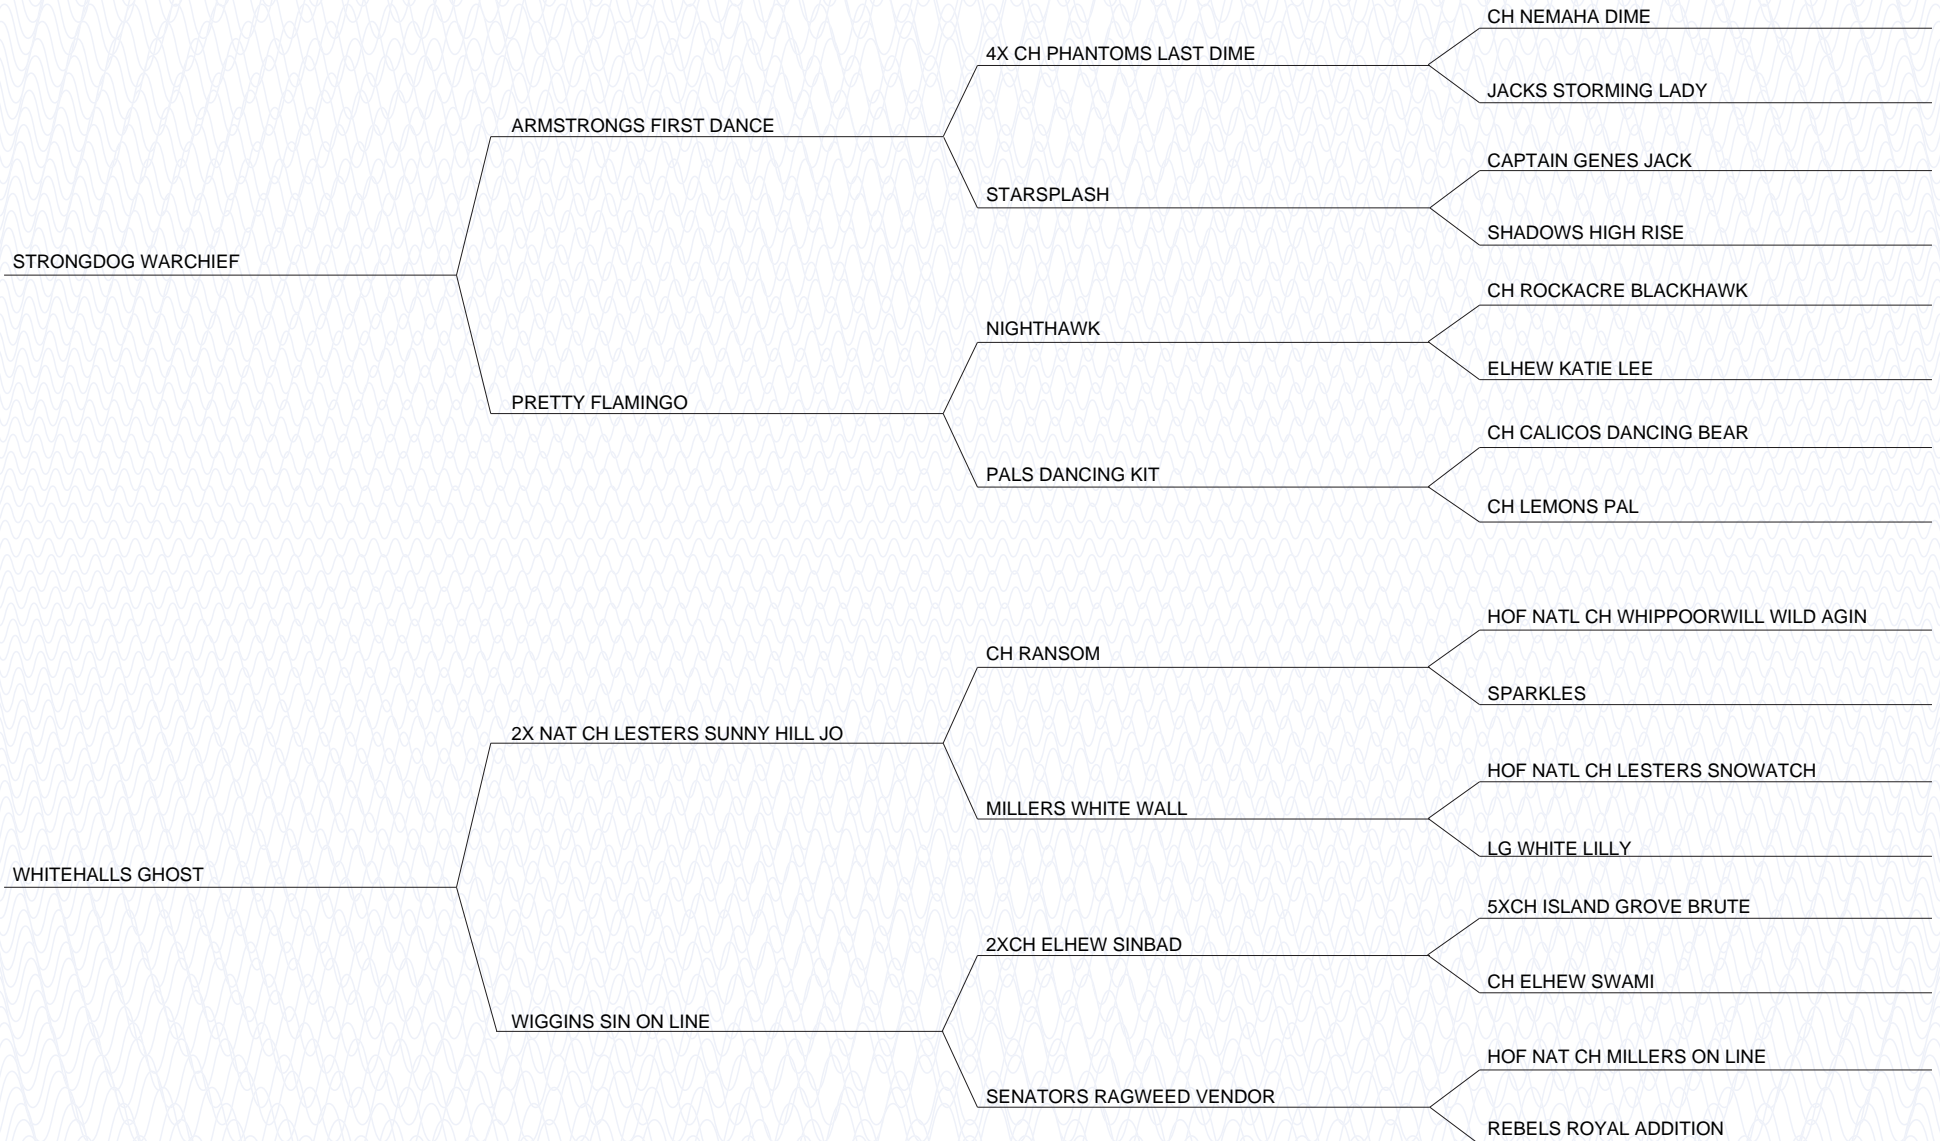 CH NEMAHA DIME
4X CH PHANTOMS LAST DIME
JACKS STORMING LADY
ARMSTRONGS FIRST DANCE
CAPTAIN GENES JACK
STARSPLASH
SHADOWS HIGH RISE
STRONGDOG WARCHIEF
CH ROCKACRE BLACKHAWK
NIGHTHAWK
ELHEW KATIE LEE
PRETTY FLAMINGO
CH CALICOS DANCING BEAR
PALS DANCING KIT
CH LEMONS PAL
HOF NATL CH WHIPPOORWILL WILD AGIN
CH RANSOM
SPARKLES
2X NAT CH LESTERS SUNNY HILL JO
HOF NATL CH LESTERS SNOWATCH
MILLERS WHITE WALL
LG WHITE LILLY
WHITEHALLS GHOST
5XCH ISLAND GROVE BRUTE
2XCH ELHEW SINBAD
CH ELHEW SWAMI
WIGGINS SIN ON LINE
HOF NAT CH MILLERS ON LINE
SENATORS RAGWEED VENDOR
REBELS ROYAL ADDITION